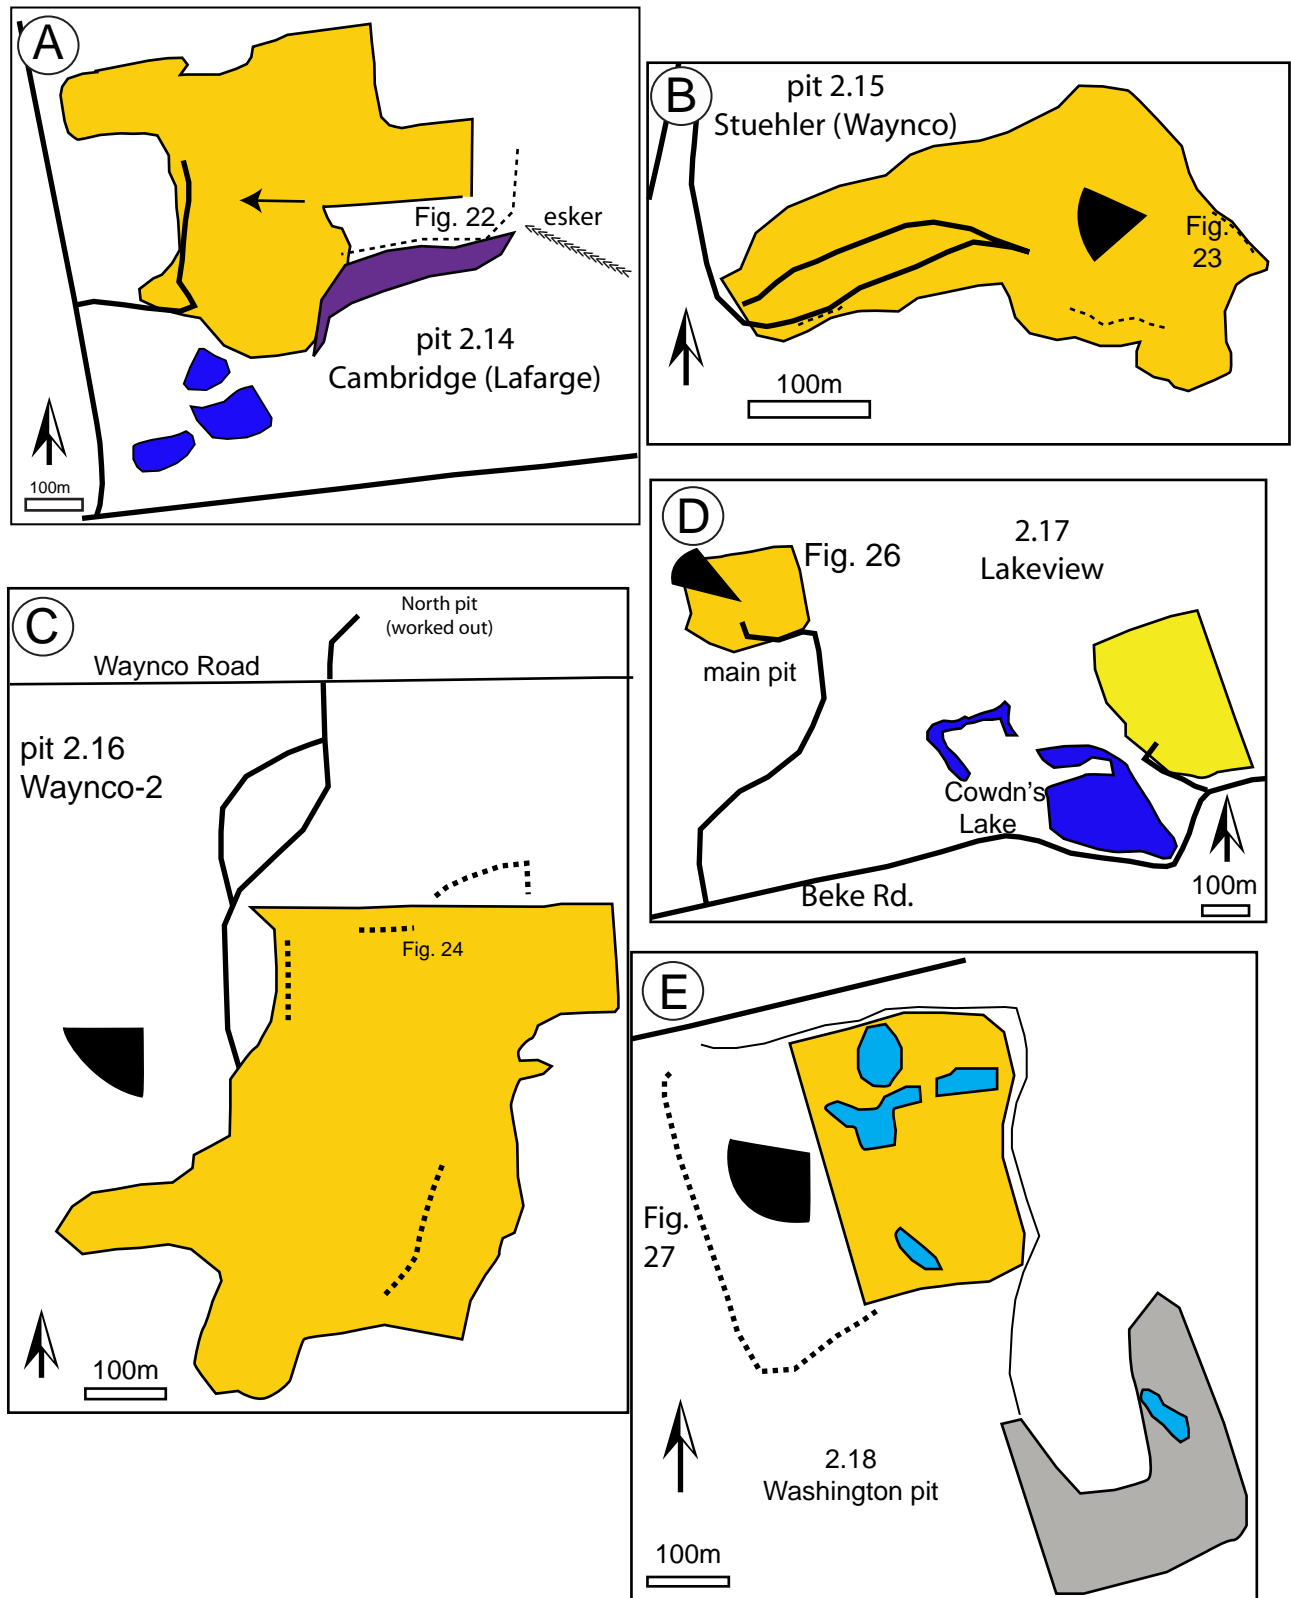 A
Fig. 22
esker
pit 2.14
Cambridge (Lafarge)
100m
B
pit 2.15
Stuehler (Waynco)
Fig.
23
100m
C
North pit
(worked out)
Waynco Road
pit 2.16
Waynco-2
Fig. 24
100m
D
2.17
Lakeview
Fig. 26
main pit
Cowdn's
Lake
Beke Rd.
100m
E
Fig.
27
2.18
Washington pit
100m